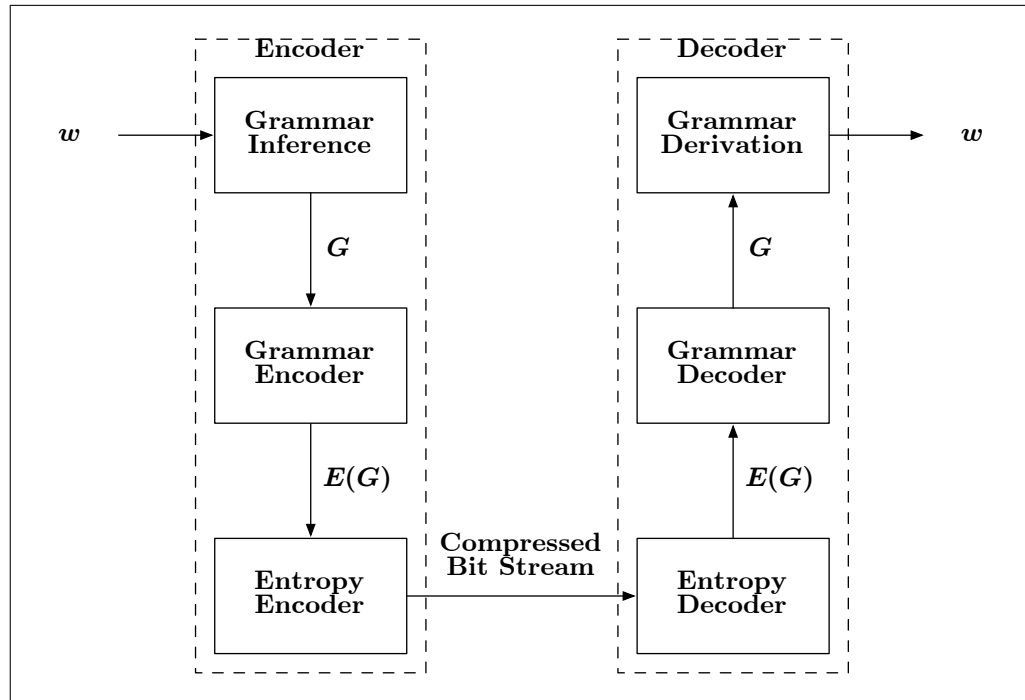 Encoder
Decoder
w
Grammar
Inference
Grammar
Derivation
w
G
G
Grammar
Encoder
Grammar
Decoder
E(G)
E(G)
Compressed
Bit Stream
Entropy
Encoder
Entropy
Decoder